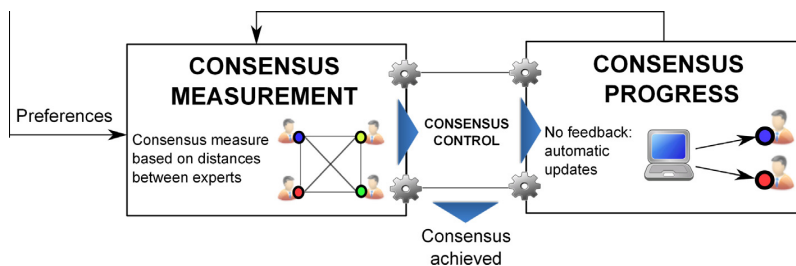 Preferences
CONSENSUS
MEASUREMENT
Consensus measure
based on distances
between experts
CONSENSUS
CONTROL
Consensus
achieved
CONSENSUS
PROGRESS
No feedback:
automatic
updates